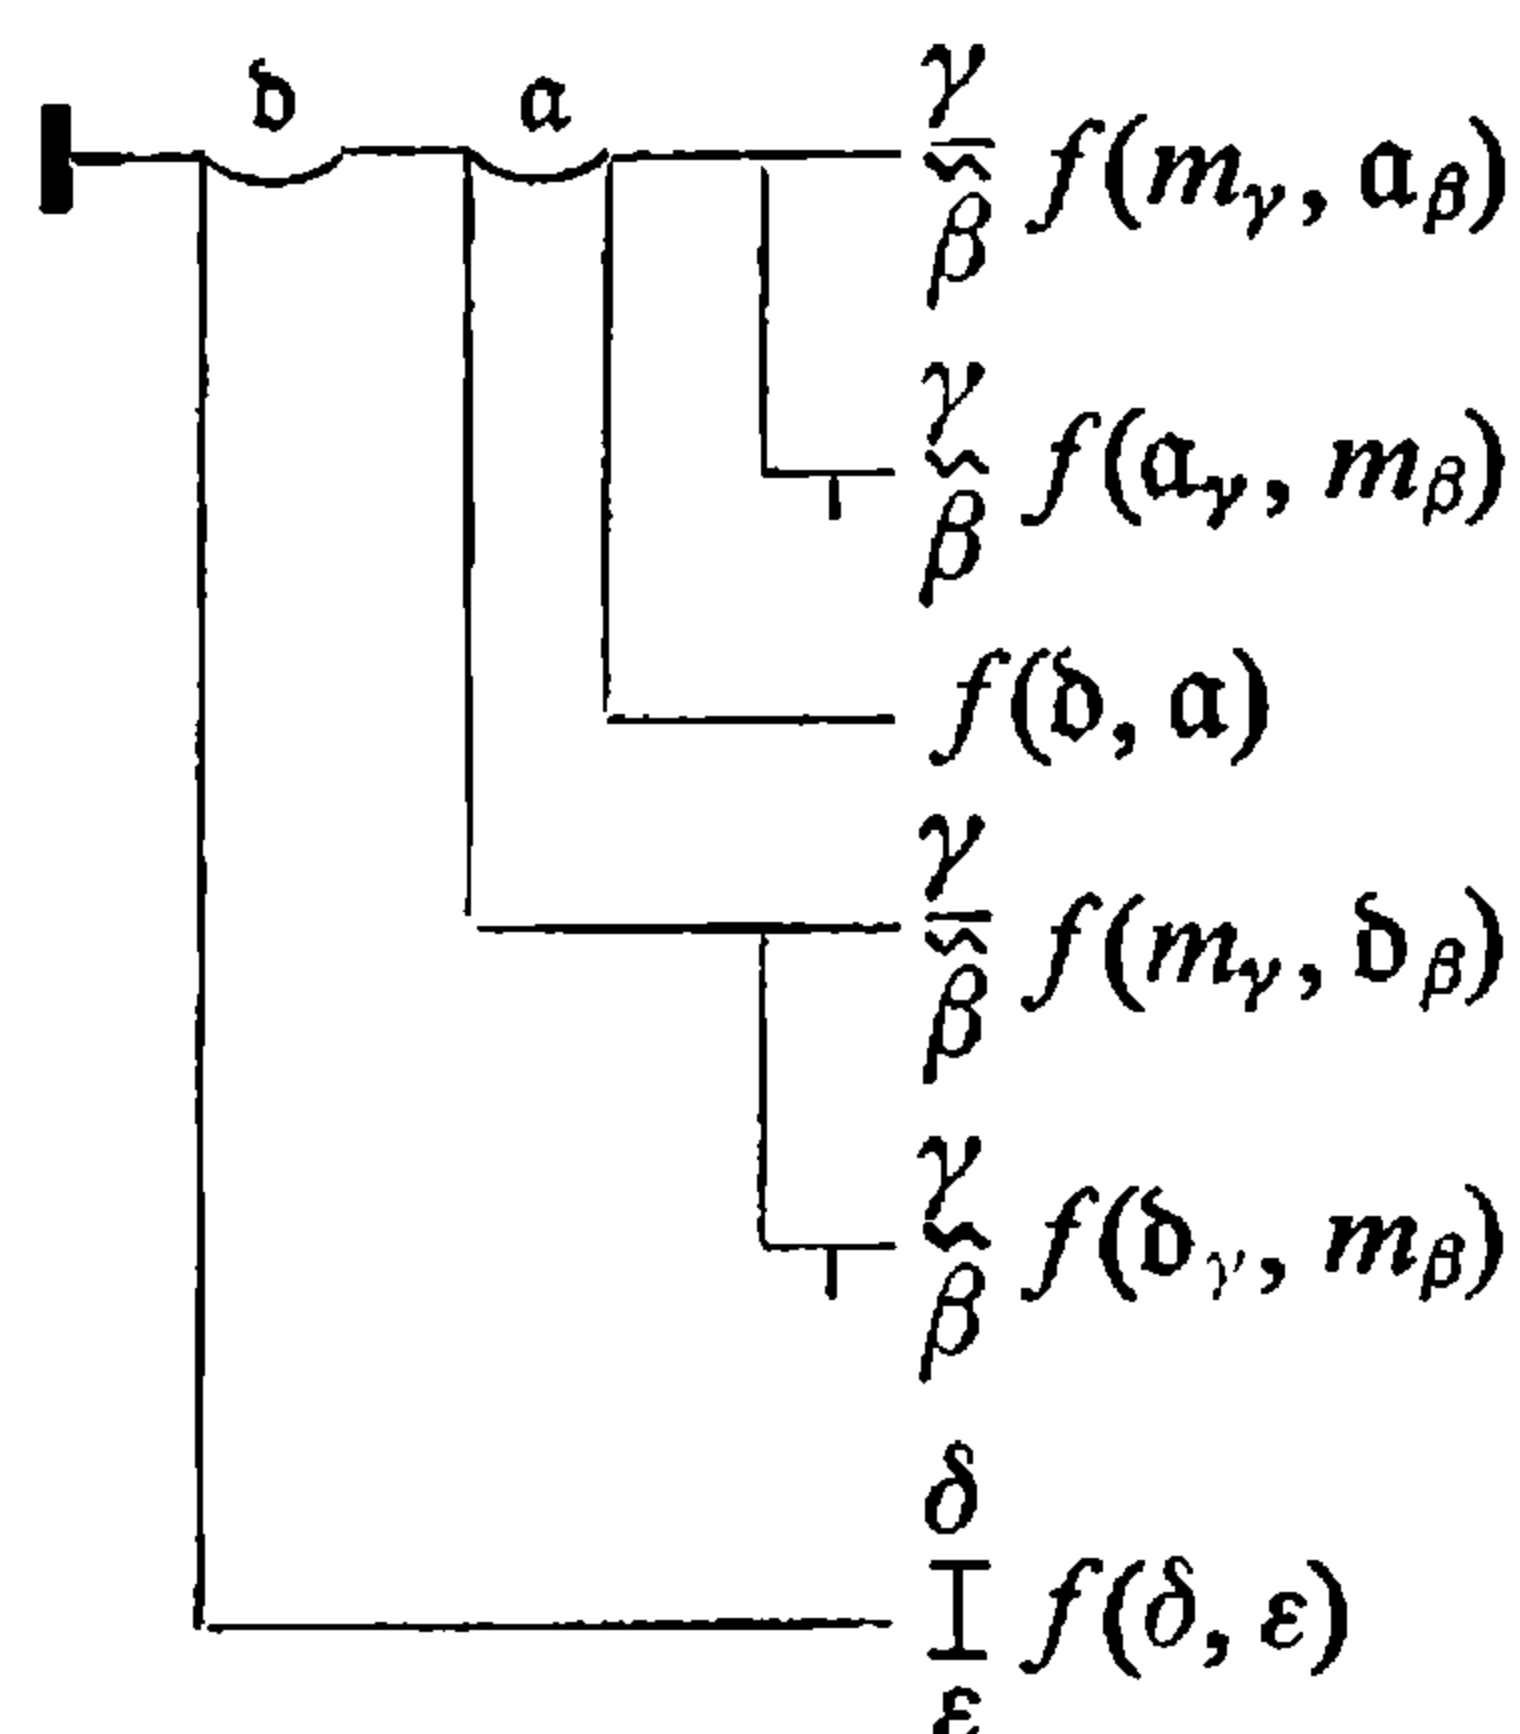 𝔡 𝔞
γ
β f(m_γ, 𝔞_β)
γ
β f(𝔞_γ, m_β)
f(𝔡, 𝔞)
γ
β f(m_γ, 𝔡_β)
γ
β f(𝔡_γ, m_β)
δ
f(δ, ε)
ε